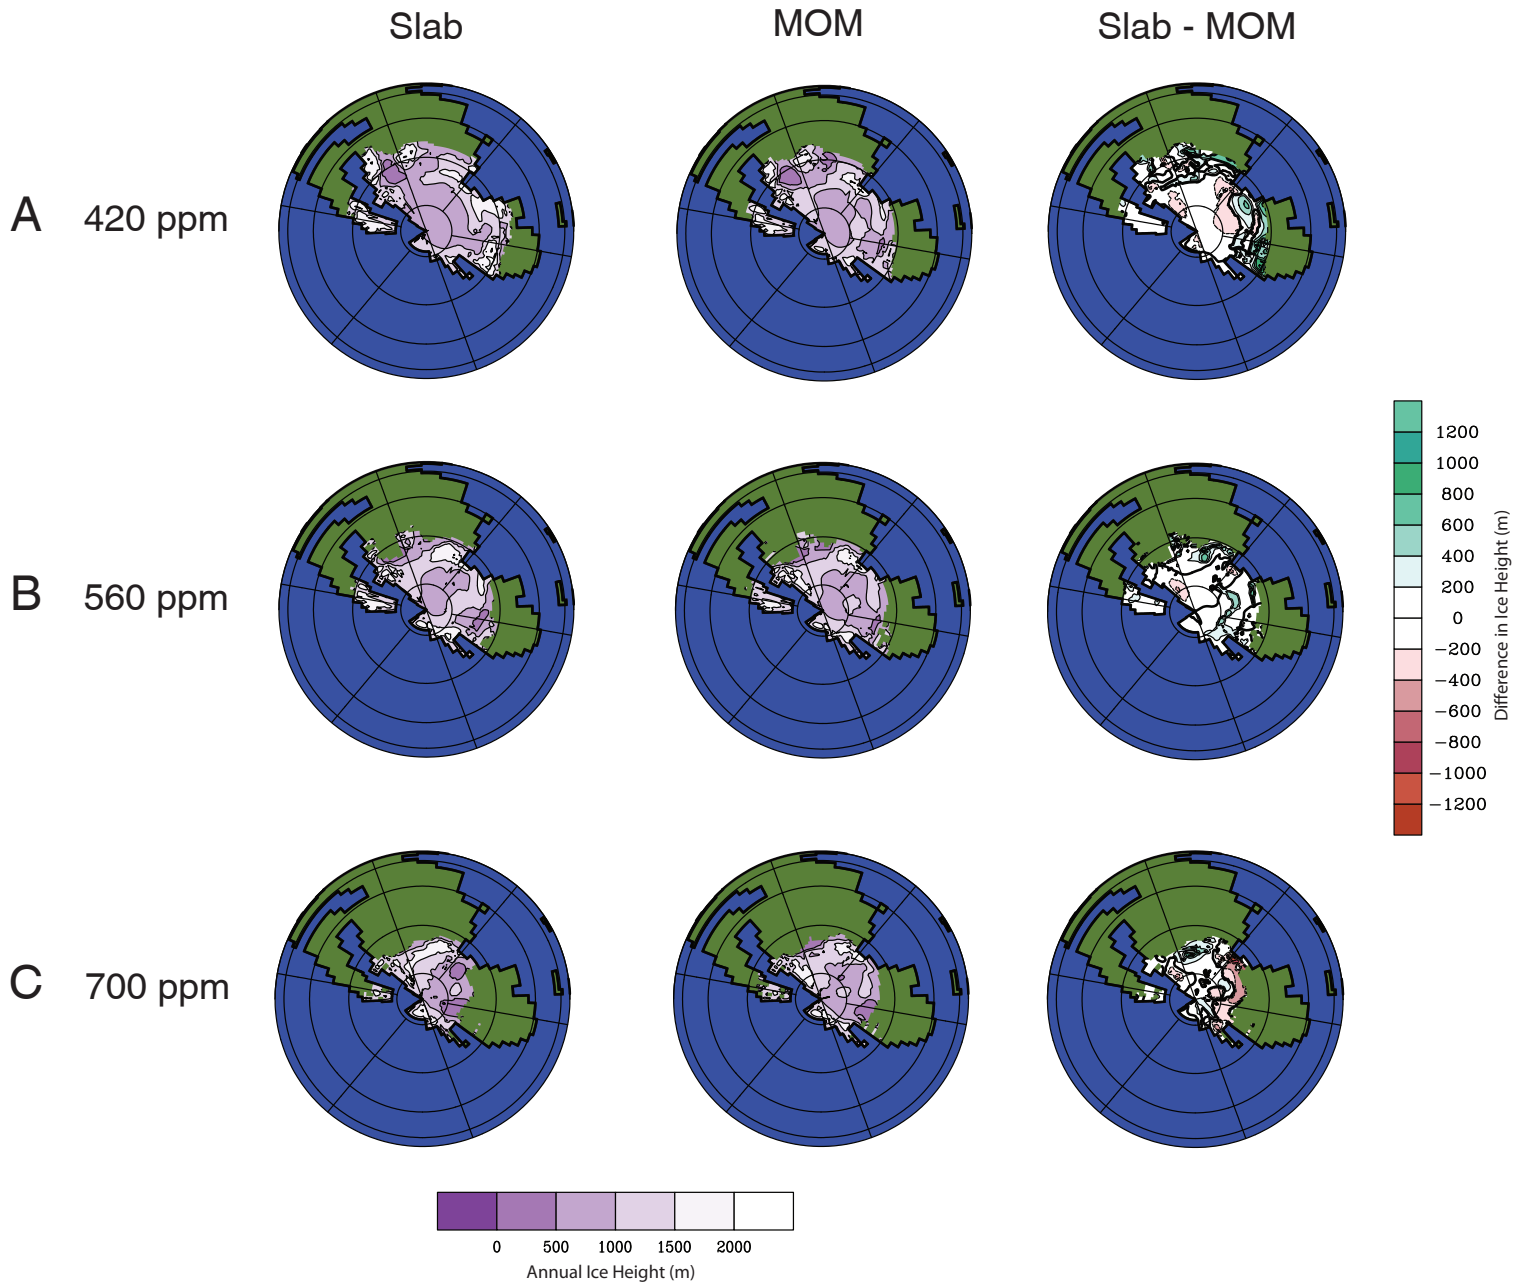 Slab MOM Slab - MOM
A 420 ppm
B 560 ppm
C 700 ppm
1200
1000
800
600
400
200
0
−200
−400
−600
−800
−1000
−1200
Difference in Ice Height (m)
0 500 1000 1500 2000
Annual Ice Height (m)